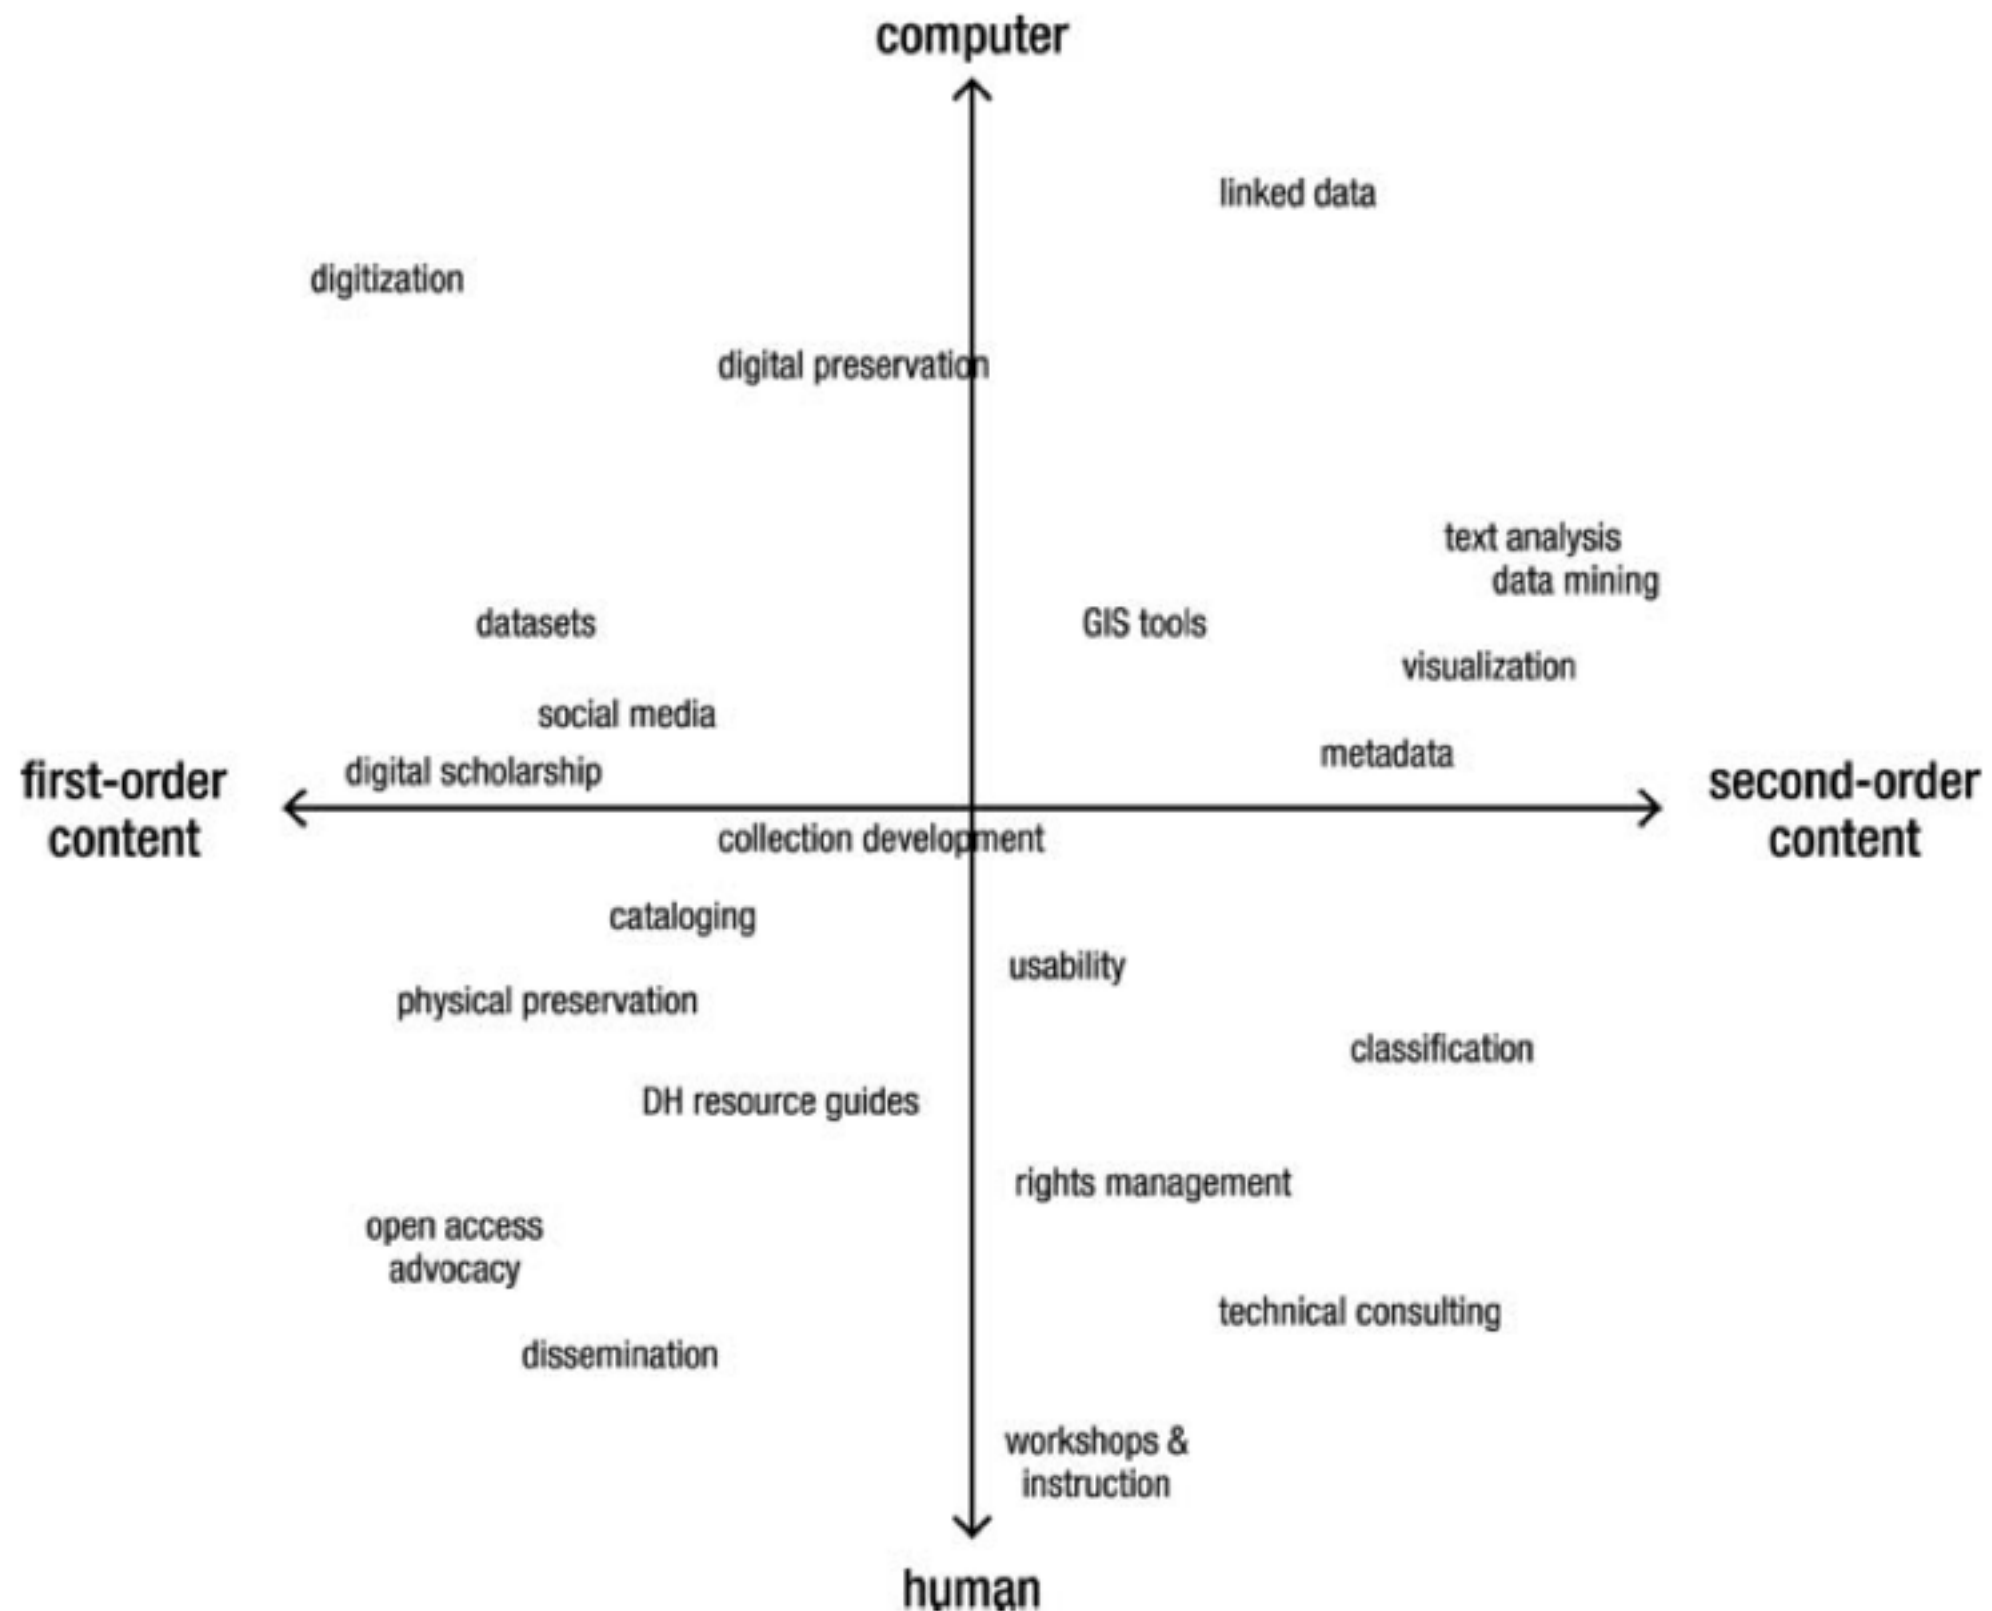 computer
linked data
digitization
digital preservation
text analysis
data mining
datasets
GIS tools
visualization
social media
metadata
digital scholarship
first-order
content
second-order
content
collection development
cataloging
usability
physical preservation
classification
DH resource guides
rights management
open access
advocacy
technical consulting
dissemination
workshops &
instruction
human